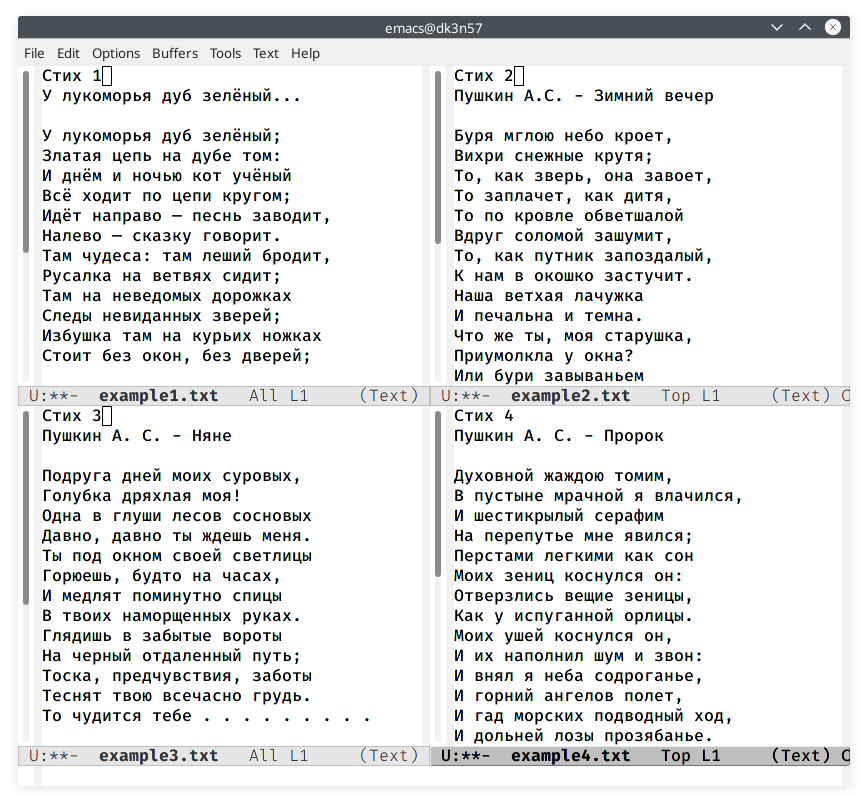 emacs@dk3n57
File Edit Options Buffers Tools Text Help
Стих 1
У лукоморья дуб зелёный...
У лукоморья дуб зелёный;
Златая цепь на дубе том:
И днём и ночью кот учёный
Всё ходит по цепи кругом;
Идёт направо — песнь заводит,
Налево — сказку говорит.
Там чудеса: там леший бродит,
Русалка на ветвях сидит;
Там на неведомых дорожках
Следы невиданных зверей;
Избушка там на курьих ножках
Стоит без окон, без дверей;
U:**- example1.txt All L1 (Text)
Стих 2
Пушкин А.С. - Зимний вечер
Буря мглою небо кроет,
Вихри снежные крутя;
То, как зверь, она завоет,
То заплачет, как дитя,
То по кровле обветшалой
Вдруг соломой зашумит,
То, как путник запоздалый,
К нам в окошко застучит.
Наша ветхая лачужка
И печальна и темна.
Что же ты, моя старушка,
Приумолкла у окна?
Или бури завываньем
U:**- example2.txt Top L1 (Text) C
Стих 3
Пушкин А. С. - Няне
Подруга дней моих суровых,
Голубка дряхлая моя!
Одна в глуши лесов сосновых
Давно, давно ты ждешь меня.
Ты под окном своей светлицы
Горюешь, будто на часах,
И медлят поминутно спицы
В твоих наморщенных руках.
Глядишь в забытые вороты
На черный отдаленный путь;
Тоска, предчувствия, заботы
Теснят твою всечасно грудь.
То чудится тебе . . . . . . . . .
U:**- example3.txt All L1 (Text)
Стих 4
Пушкин А. С. - Пророк
Духовной жаждою томим,
В пустыне мрачной я влачился,
И шестикрылый серафим
На перепутье мне явился;
Перстами легкими как сон
Моих зениц коснулся он:
Отверзлись вещие зеницы,
Как у испуганной орлицы.
Моих ушей коснулся он,
И их наполнил шум и звон:
И внял я неба содроганье,
И горний ангелов полет,
И гад морских подводный ход,
И дольней лозы прозябанье.
U:**- example4.txt Top L1 (Text) C